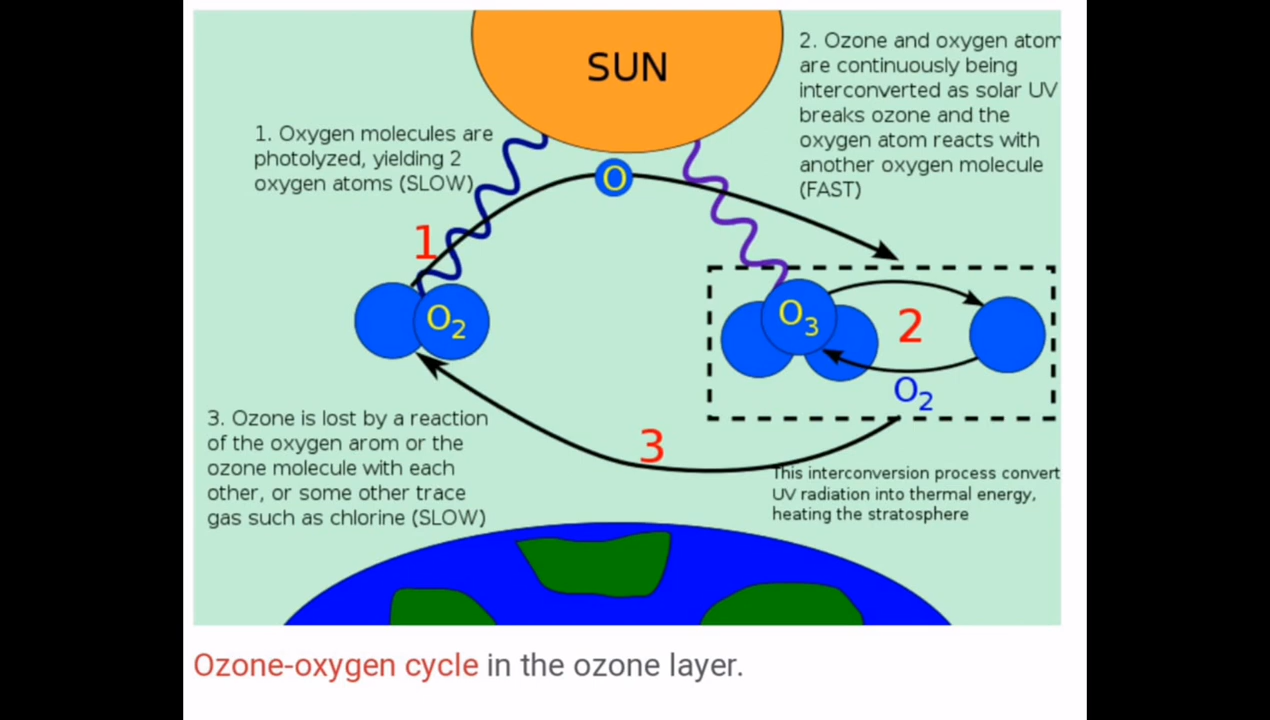 SUN
1. Oxygen molecules are
photolyzed, yielding 2
oxygen atoms (SLOW)
2. Ozone and oxygen atom
are continuously being
interconverted as solar UV
breaks ozone and the
oxygen atom reacts with
another oxygen molecule
(FAST)
O
1
O2
O3
2
O2
3. Ozone is lost by a reaction
of the oxygen arom or the
ozone molecule with each
other, or some other trace
gas such as chlorine (SLOW)
3
This interconversion process convert
UV radiation into thermal energy,
heating the stratosphere
Ozone-oxygen cycle in the ozone layer.